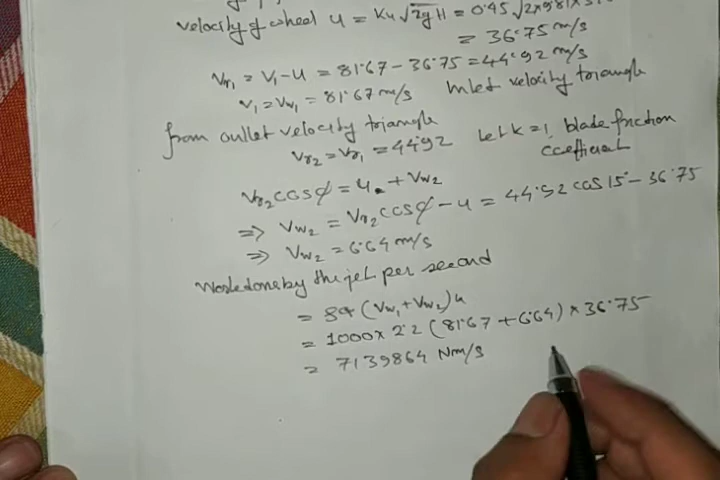 velocity of wheel u = Ku √2gH = 0.45 √2×9.81×
= 36.75 m/s
Vr₁ = V₁ - u = 81.67 - 36.75 = 44.92 m/s
V₁ = Vw₁ = 81.67 m/s Inlet velocity triangle
from outlet velocity triangle
Vr₂ = Vr₁ = 44.92 Let k = 1, blade friction
coefficient
Vr₂ cosφ = u + Vw₂
⇒ Vw₂ = Vr₂ cosφ - u = 44.92 cos 15° - 36.75
⇒ Vw₂ = 6.64 m/s
Workdone by the jet per second
= ρq (Vw₁ + Vw₂) u
= 1000 × 2.2 (81.67 + 6.64) × 36.75
= 7139864 Nm/s